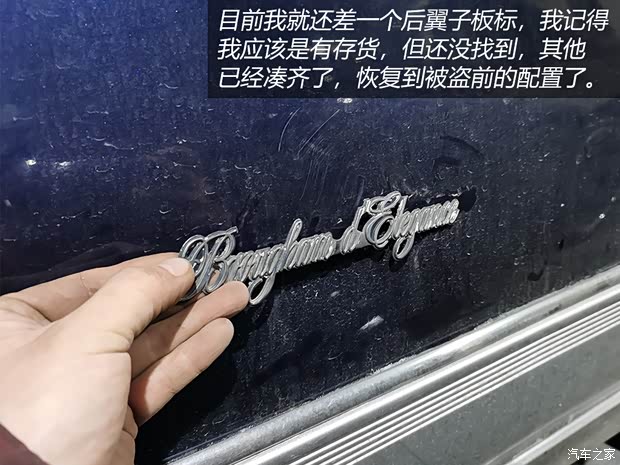 目前我就还差一个后翼子板标，我记得
我应该是有存货，但还没找到，其他
已经凑齐了，恢复到被盗前的配置了。
Brougham d'Elegance
汽车之家